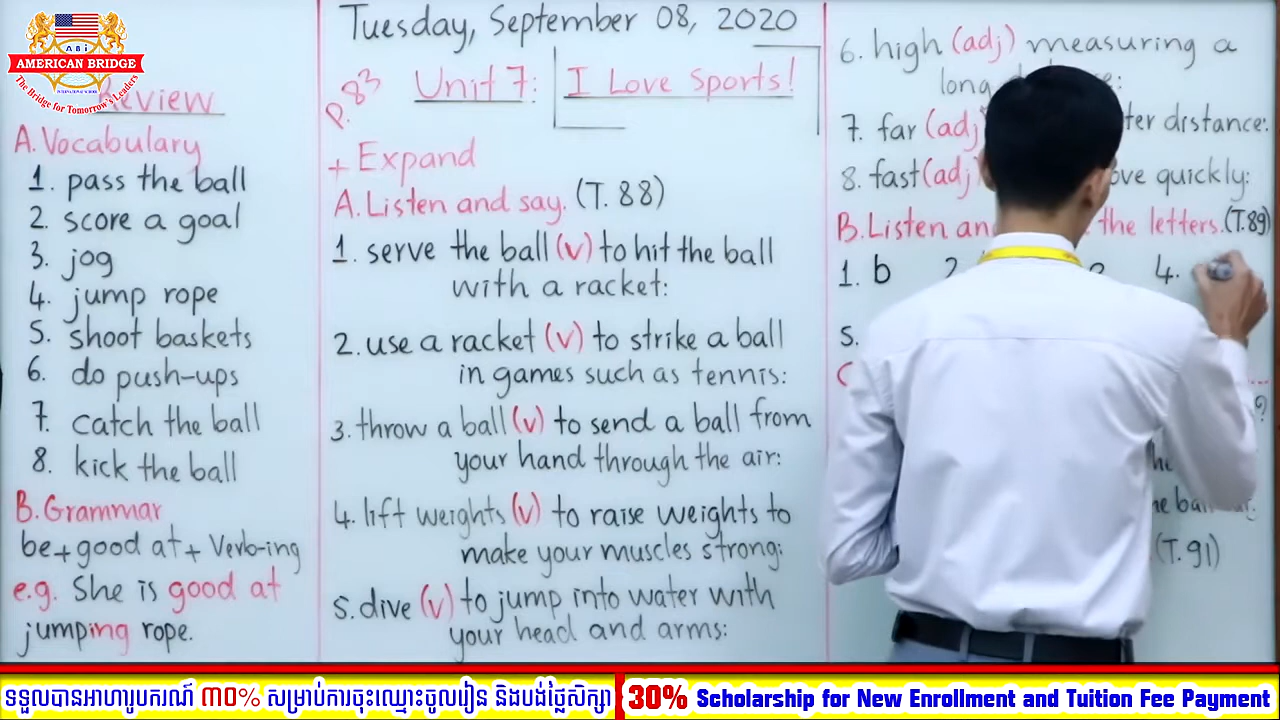 ABi
AMERICAN BRIDGE
The Bridge for Tomorrow's Leaders
INTERNATIONAL SCHOOL
Review
A. Vocabulary
1. pass the ball
2. score a goal
3. jog
4. jump rope
5. shoot baskets
6. do push-ups
7. catch the ball
8. kick the ball
B. Grammar
be + good at + Verb-ing
e.g. She is good at
jumping rope.
Tuesday, September 08, 2020
P.83
Unit 7: I Love Sports!
+ Expand
A. Listen and say. (T. 88)
1. serve the ball (v) to hit the ball
with a racket:
2. use a racket (v) to strike a ball
in games such as tennis:
3. throw a ball (v) to send a ball from
your hand through the air:
4. lift weights (v) to raise weights to
make your muscles strong:
5. dive (v) to jump into water with
your head and arms:
6. high (adj) measuring a
long
7. far (adj) distance:
8. fast (adj) quickly:
B. Listen the letters. (T.89)
1. b 2. 4.
5.
(T. 91)
ទទួលបានអាហារូបករណ៍ ៣០% សម្រាប់ការចុះឈ្មោះចូលរៀន និងបង់ថ្លៃសិក្សា
30% Scholarship for New Enrollment and Tuition Fee Payment